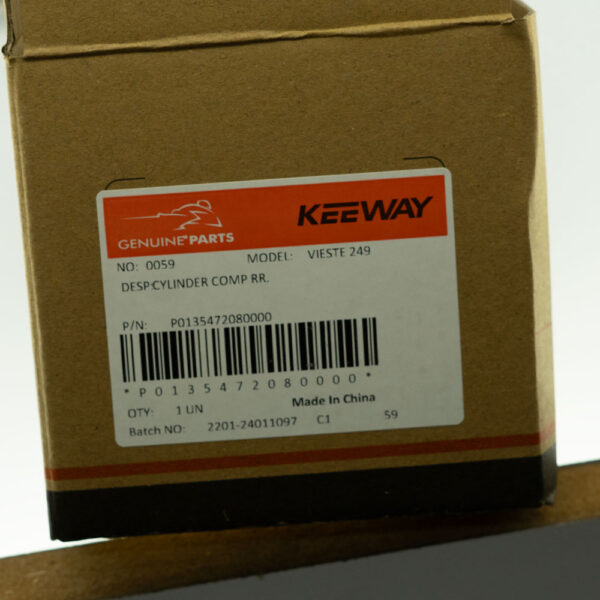 GENUINE PARTS
KEEWAY
NO: 0059 MODEL: VIESTE 249
DESP:CYLINDER COMP RR.
P/N: P0135472080000
*P0135472080000*
QTY: 1 UN Made In China
Batch NO: 2201-24011097 C1 59